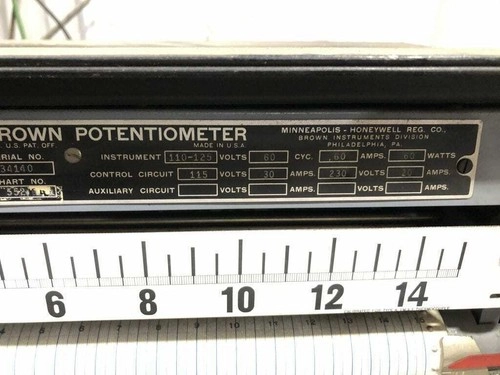 BROWN POTENTIOMETER
U.S. PAT. OFF. MADE IN U.S.A.
MINNEAPOLIS - HONEYWELL REG. CO.,
BROWN INSTRUMENTS DIVISION
PHILADELPHIA, PA.
SERIAL NO.
34140
CHART NO.
INSTRUMENT 110-125 VOLTS 60 CYC. .60 AMPS. 60 WATTS
CONTROL CIRCUIT 115 VOLTS 30 AMPS. 230 VOLTS 20 AMPS.
AUXILIARY CIRCUIT VOLTS AMPS. VOLTS AMPS.
6 8 10 12 14